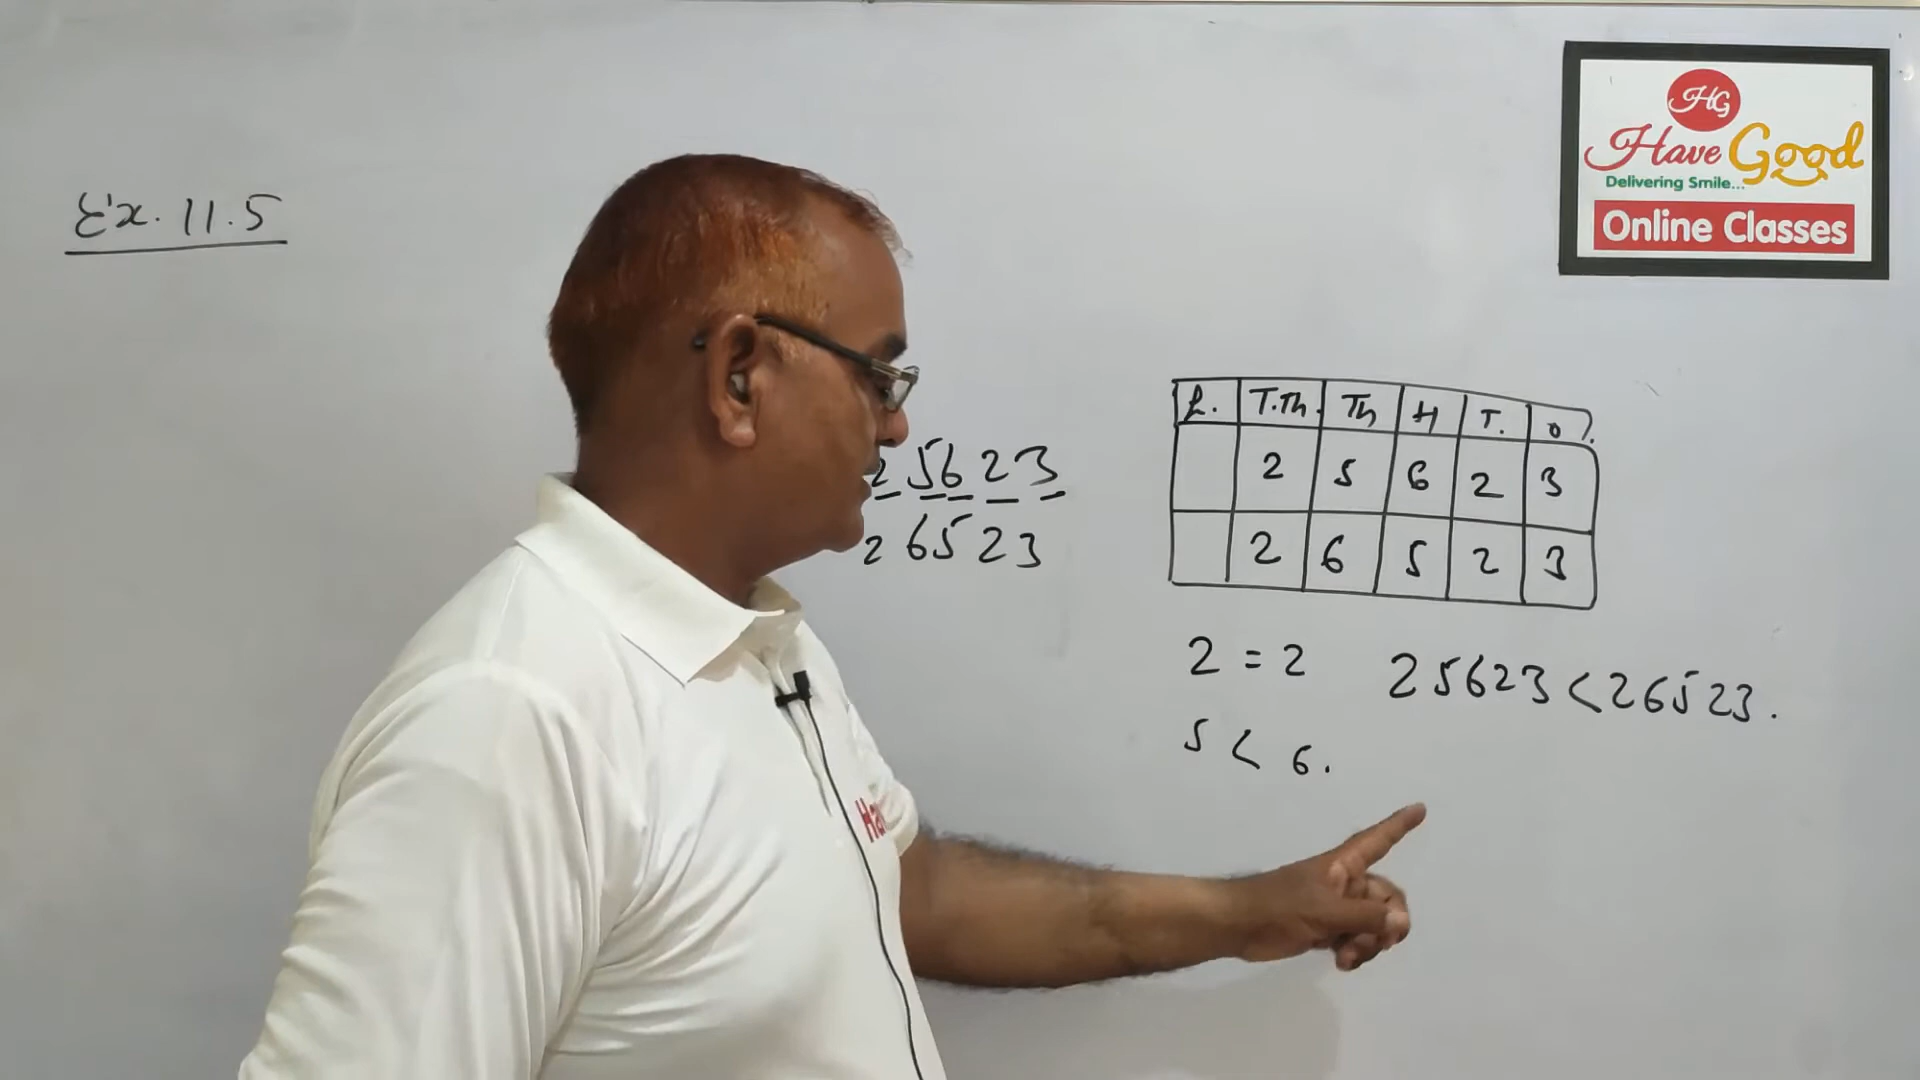 HG
Have Good
Delivering Smile...
Online Classes
Ex. 11.5
25623
26523
L. T.Th. Th H T. O
2 5 6 2 3
2 6 5 2 3
2 = 2
25623 < 26523.
5 < 6.
Ha